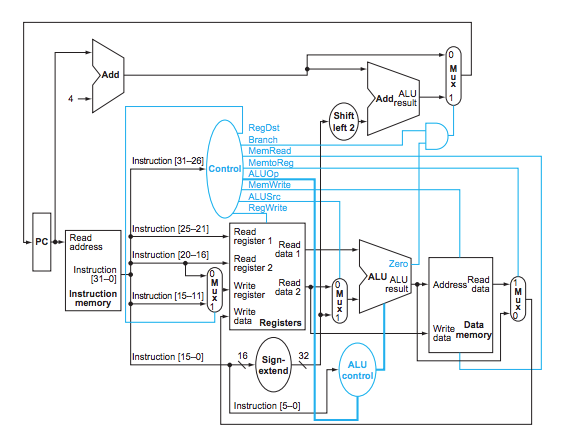 Add
4
0
M
u
x
1
Add
ALU
result
Shift
left 2
RegDst
Branch
MemRead
MemtoReg
ALUOp
MemWrite
ALUSrc
RegWrite
Control
Instruction [31–26]
Instruction [25–21]
Instruction [20–16]
Instruction [15–11]
Instruction [15–0]
Instruction [5–0]
PC
Read
address
Instruction
[31–0]
Instruction
memory
0
M
u
x
1
Read
register 1
Read
register 2
Write
register
Write
data
Read
data 1
Read
data 2
Registers
0
M
u
x
1
Zero
ALU
ALU
result
Address
Read
data
Write
data
Data
memory
1
M
u
x
0
16
Sign-
extend
32
ALU
control